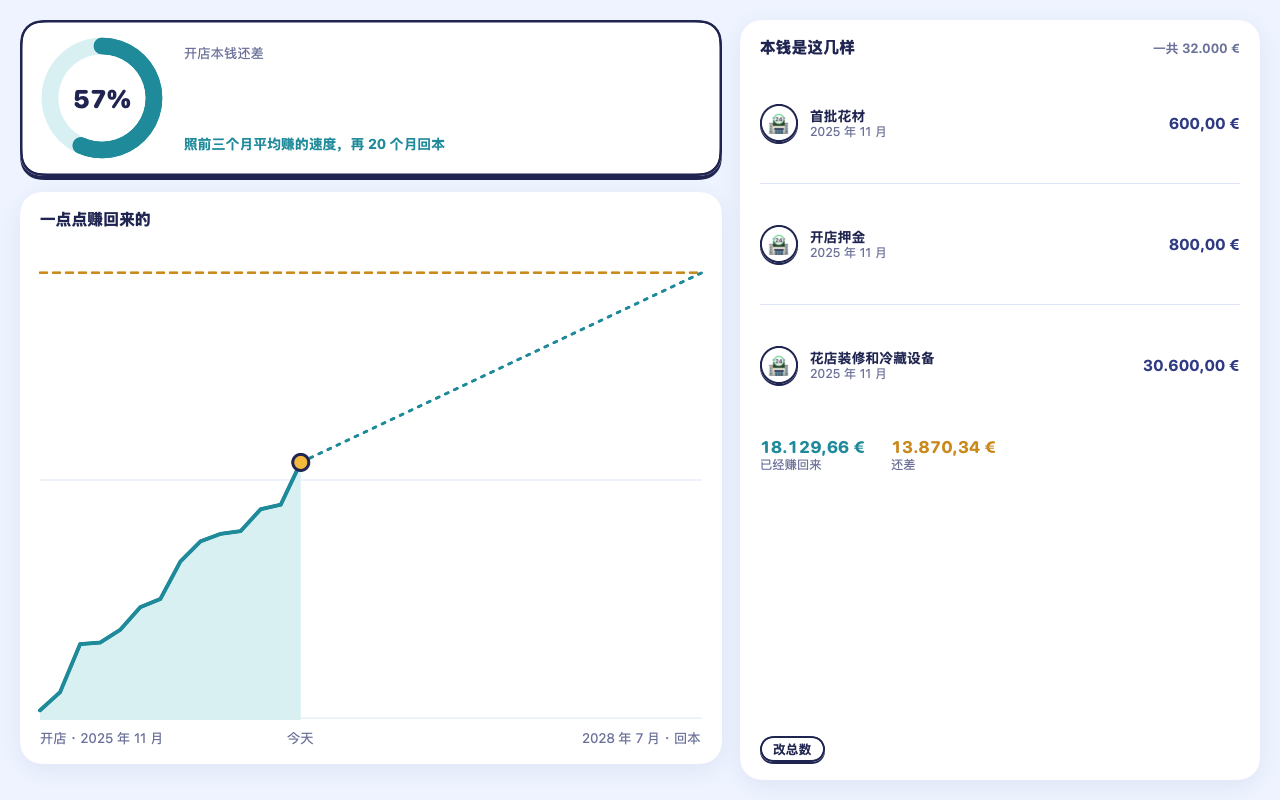 57%
开店本钱还差
照前三个月平均赚的速度，再 20 个月回本
一点点赚回来的
开店 · 2025 年 11 月
今天
2028 年 7 月 · 回本
本钱是这几样
一共 32.000 €
首批花材
2025 年 11 月
600,00 €
开店押金
2025 年 11 月
800,00 €
花店装修和冷藏设备
2025 年 11 月
30.600,00 €
18.129,66 €
已经赚回来
13.870,34 €
还差
改总数